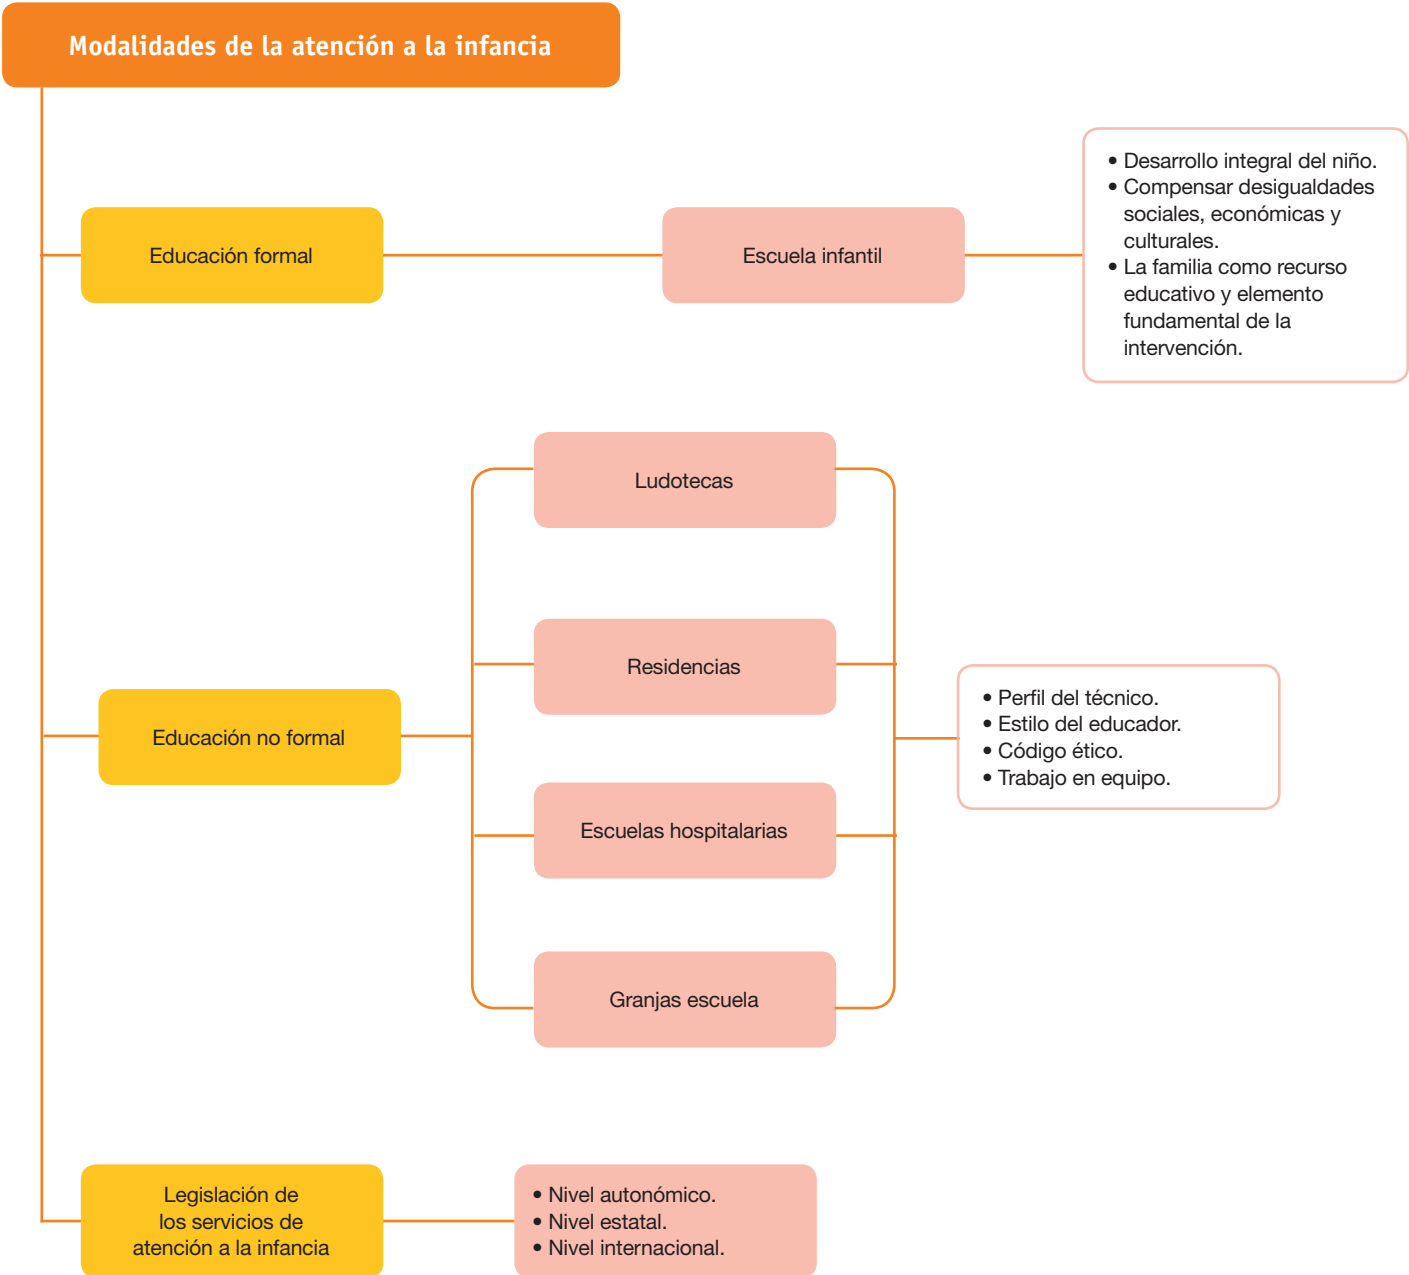 Modalidades de la atención a la infancia
• Desarrollo integral del niño.
• Compensar desigualdades
sociales, económicas y
culturales.
• La familia como recurso
educativo y elemento
fundamental de la
intervención.
Educación formal
Escuela infantil
Ludotecas
Residencias
Educación no formal
• Perfil del técnico.
• Estilo del educador.
• Código ético.
• Trabajo en equipo.
Escuelas hospitalarias
Granjas escuela
Legislación de
los servicios de
atención a la infancia
• Nivel autonómico.
• Nivel estatal.
• Nivel internacional.